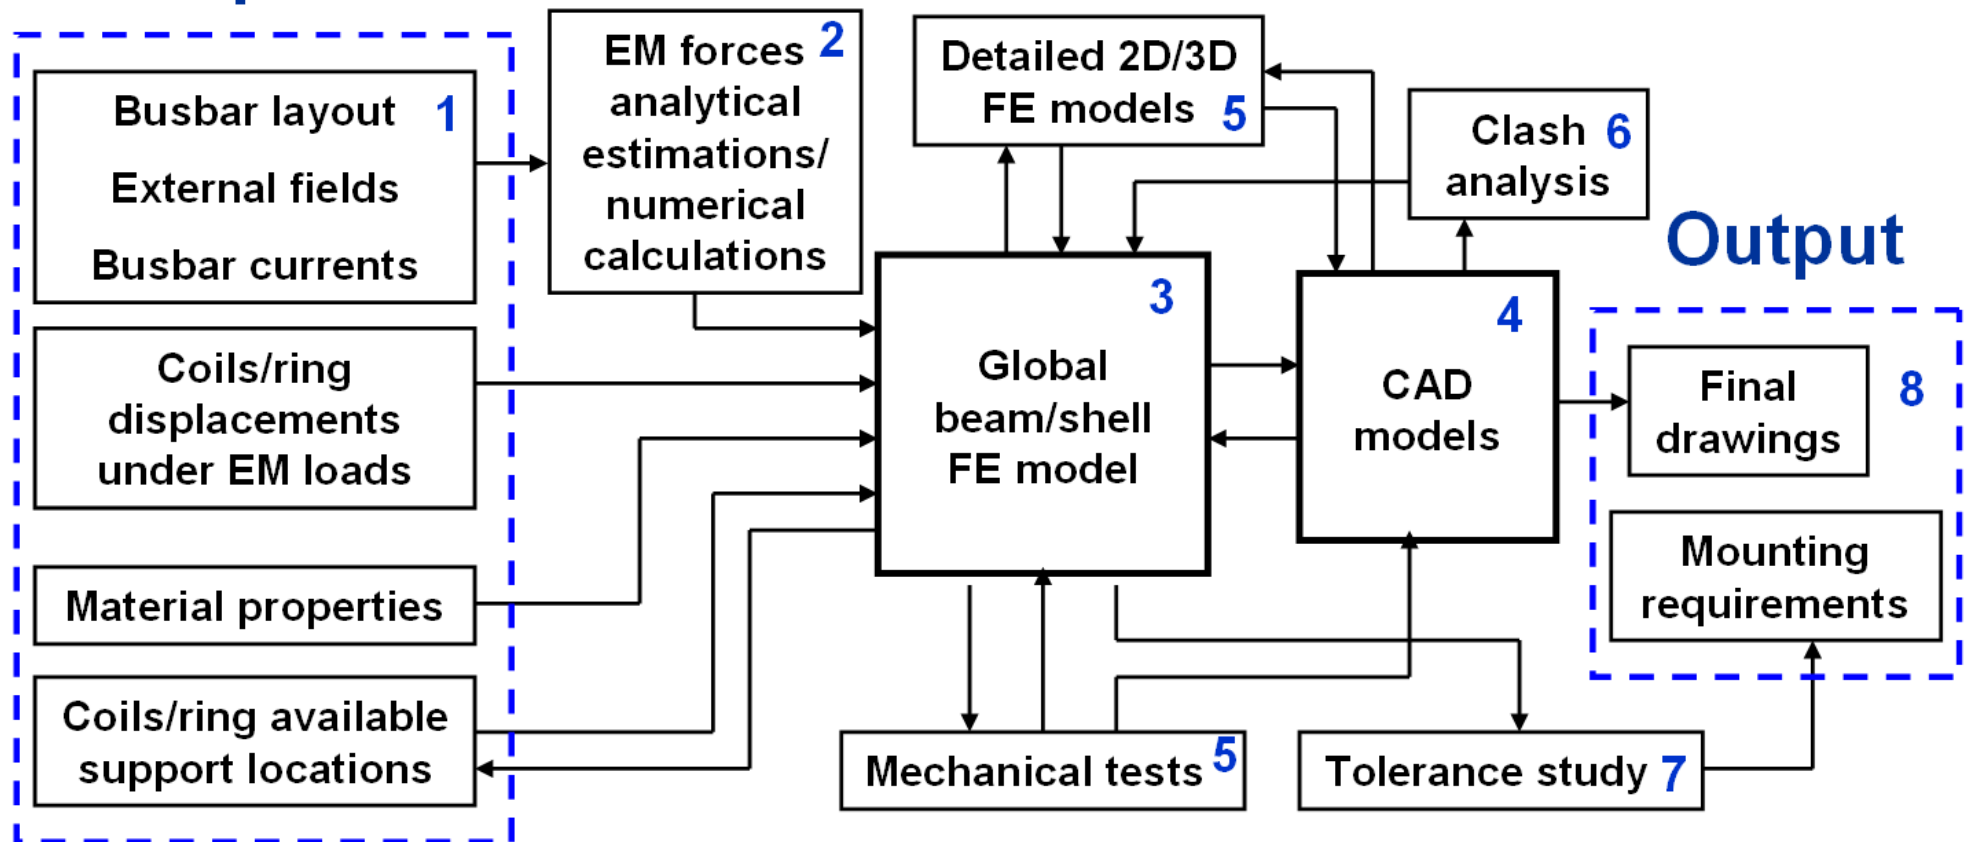 Busbar layout 1
External fields
Busbar currents
Coils/ring
displacements
under EM loads
Material properties
Coils/ring available
support locations
EM forces 2
analytical
estimations/
numerical
calculations
Detailed 2D/3D
FE models 5
Clash 6
analysis
3
Global
beam/shell
FE model
4
CAD
models
Mechanical tests 5
Tolerance study 7
Output
Final
drawings
8
Mounting
requirements